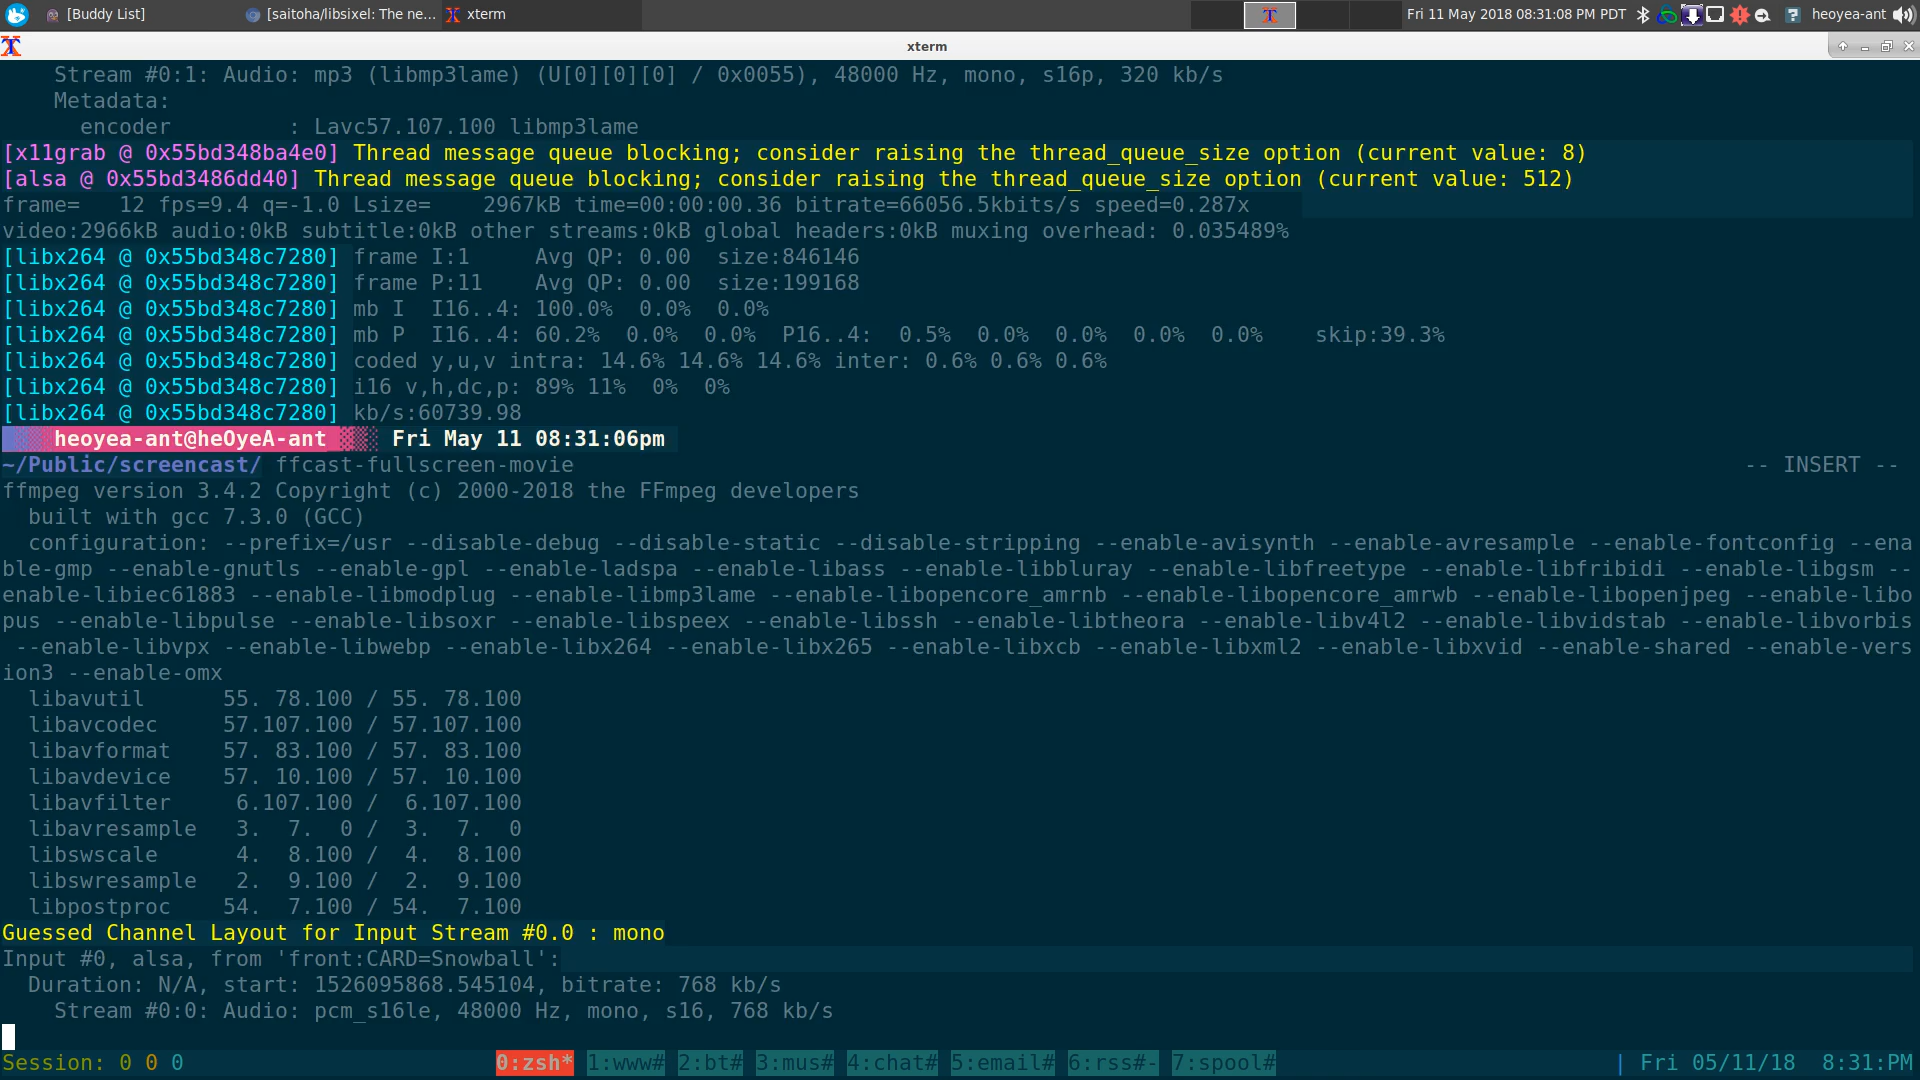 [Buddy List] [saitoha/libsixel: The ne... xterm Fri 11 May 2018 08:31:08 PM PDT heoyea-ant
xterm
Stream #0:1: Audio: mp3 (libmp3lame) (U[0][0][0] / 0x0055), 48000 Hz, mono, s16p, 320 kb/s
Metadata:
encoder : Lavc57.107.100 libmp3lame
[x11grab @ 0x55bd348ba4e0] Thread message queue blocking; consider raising the thread_queue_size option (current value: 8)
[alsa @ 0x55bd3486dd40] Thread message queue blocking; consider raising the thread_queue_size option (current value: 512)
frame=   12 fps=9.4 q=-1.0 Lsize=    2967kB time=00:00:00.36 bitrate=66056.5kbits/s speed=0.287x
video:2966kB audio:0kB subtitle:0kB other streams:0kB global headers:0kB muxing overhead: 0.035489%
[libx264 @ 0x55bd348c7280] frame I:1     Avg QP: 0.00  size:846146
[libx264 @ 0x55bd348c7280] frame P:11    Avg QP: 0.00  size:199168
[libx264 @ 0x55bd348c7280] mb I  I16..4: 100.0%  0.0%  0.0%
[libx264 @ 0x55bd348c7280] mb P  I16..4: 60.2%  0.0%  0.0%  P16..4:  0.5%  0.0%  0.0%  0.0%  0.0%    skip:39.3%
[libx264 @ 0x55bd348c7280] coded y,u,v intra: 14.6% 14.6% 14.6% inter: 0.6% 0.6% 0.6%
[libx264 @ 0x55bd348c7280] i16 v,h,dc,p: 89% 11%  0%  0%
[libx264 @ 0x55bd348c7280] kb/s:60739.98
heoyea-ant@heOyeA-ant Fri May 11 08:31:06pm
~/Public/screencast/ ffcast-fullscreen-movie -- INSERT --
ffmpeg version 3.4.2 Copyright (c) 2000-2018 the FFmpeg developers
built with gcc 7.3.0 (GCC)
configuration: --prefix=/usr --disable-debug --disable-static --disable-stripping --enable-avisynth --enable-avresample --enable-fontconfig --ena
ble-gmp --enable-gnutls --enable-gpl --enable-ladspa --enable-libass --enable-libbluray --enable-libfreetype --enable-libfribidi --enable-libgsm --
enable-libiec61883 --enable-libmodplug --enable-libmp3lame --enable-libopencore_amrnb --enable-libopencore_amrwb --enable-libopenjpeg --enable-libo
pus --enable-libpulse --enable-libsoxr --enable-libspeex --enable-libssh --enable-libtheora --enable-libv4l2 --enable-libvidstab --enable-libvorbis
--enable-libvpx --enable-libwebp --enable-libx264 --enable-libx265 --enable-libxcb --enable-libxml2 --enable-libxvid --enable-shared --enable-vers
ion3 --enable-omx
libavutil      55. 78.100 / 55. 78.100
libavcodec     57.107.100 / 57.107.100
libavformat    57. 83.100 / 57. 83.100
libavdevice    57. 10.100 / 57. 10.100
libavfilter     6.107.100 /  6.107.100
libavresample   3.  7.  0 /  3.  7.  0
libswscale      4.  8.100 /  4.  8.100
libswresample   2.  9.100 /  2.  9.100
libpostproc    54.  7.100 / 54.  7.100
Guessed Channel Layout for Input Stream #0.0 : mono
Input #0, alsa, from 'front:CARD=Snowball':
Duration: N/A, start: 1526095868.545104, bitrate: 768 kb/s
Stream #0:0: Audio: pcm_s16le, 48000 Hz, mono, s16, 768 kb/s
Session: 0 0 0 0:zsh* 1:www# 2:bt# 3:mus# 4:chat# 5:email# 6:rss#- 7:spool# | Fri 05/11/18 8:31:PM